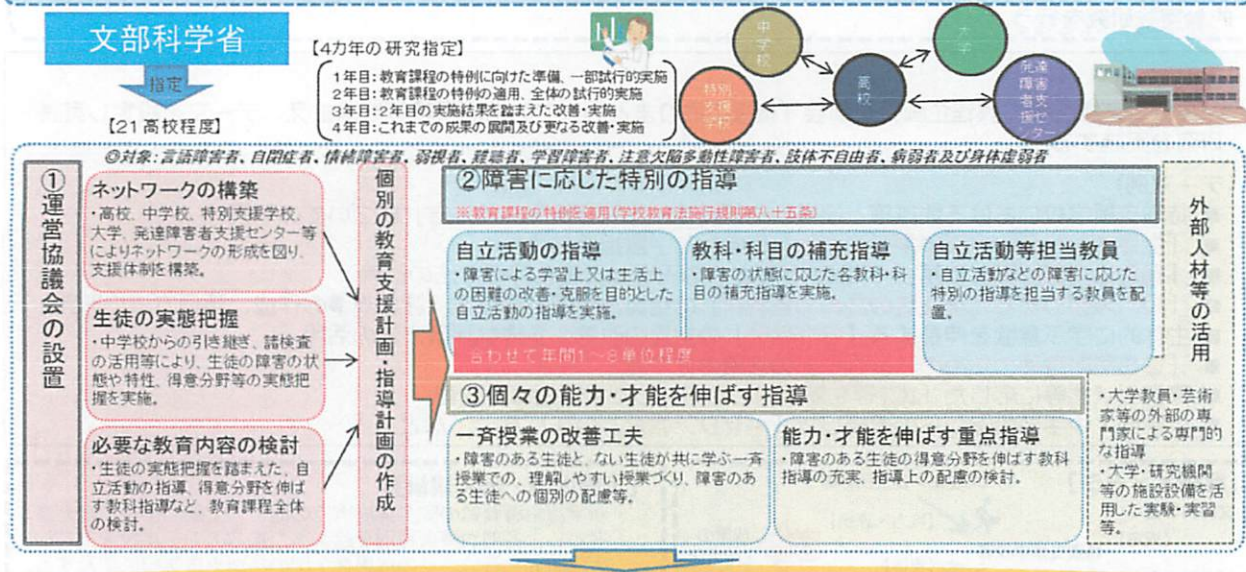 文部科学省
指定
【21高校程度】
【4カ年の研究指定】
1年目：教育課程の特例に向けた準備、一部試行的実施
2年目：教育課程の特例の適用、全体の試行的実施
3年目：2年目の実施結果を踏まえた改善・実施
4年目：これまでの成果の展開及び更なる改善・実施
中
学
校
大
学
特別
支援
学校
高
校
発達
障害
者支
援セ
ンター
◎対象：言語障害者、自閉症者、情緒障害者、弱視者、難聴者、学習障害者、注意欠陥多動性障害者、肢体不自由者、病弱者及び身体虚弱者
①運営協議会の設置
ネットワークの構築
・高校、中学校、特別支援学校、
大学、発達障害者支援センター等
によりネットワークの形成を図り、
支援体制を構築。
生徒の実態把握
・中学校からの引き継ぎ、諸検査
の活用等により、生徒の障害の状
態や特性、得意分野等の実態把
握を実施。
必要な教育内容の検討
・生徒の実態把握を踏まえた、自
立活動の指導、得意分野を伸ば
す教科指導など、教育課程全体
の検討。
個別の教育支援計画・指導計画の作成
②障害に応じた特別の指導
※教育課程の特例を適用（学校教育法施行規則第八十五条）
自立活動の指導
・障害による学習上又は生活上
の困難の改善・克服を目的とした
自立活動の指導を実施。
教科・科目の補充指導
・障害の状態に応じた各教科・科
目の補充指導を実施。
合わせて年間1～8単位程度
自立活動等担当教員
・自立活動などの障害に応じた
特別の指導を担当する教員を配
置。
③個々の能力・才能を伸ばす指導
一斉授業の改善工夫
・障害のある生徒と、ない生徒が共に学ぶ一斉
授業での、理解しやすい授業づくり、障害のあ
る生徒への個別の配慮等。
能力・才能を伸ばす重点指導
・障害のある生徒の得意分野を伸ばす教科
指導の充実、指導上の配慮の検討。
外部人材等の活用
・大学教員・芸術
家等の外部の専
門家による専門的
な指導
・大学・研究機関
等の施設設備を活
用した実験・実習
等。